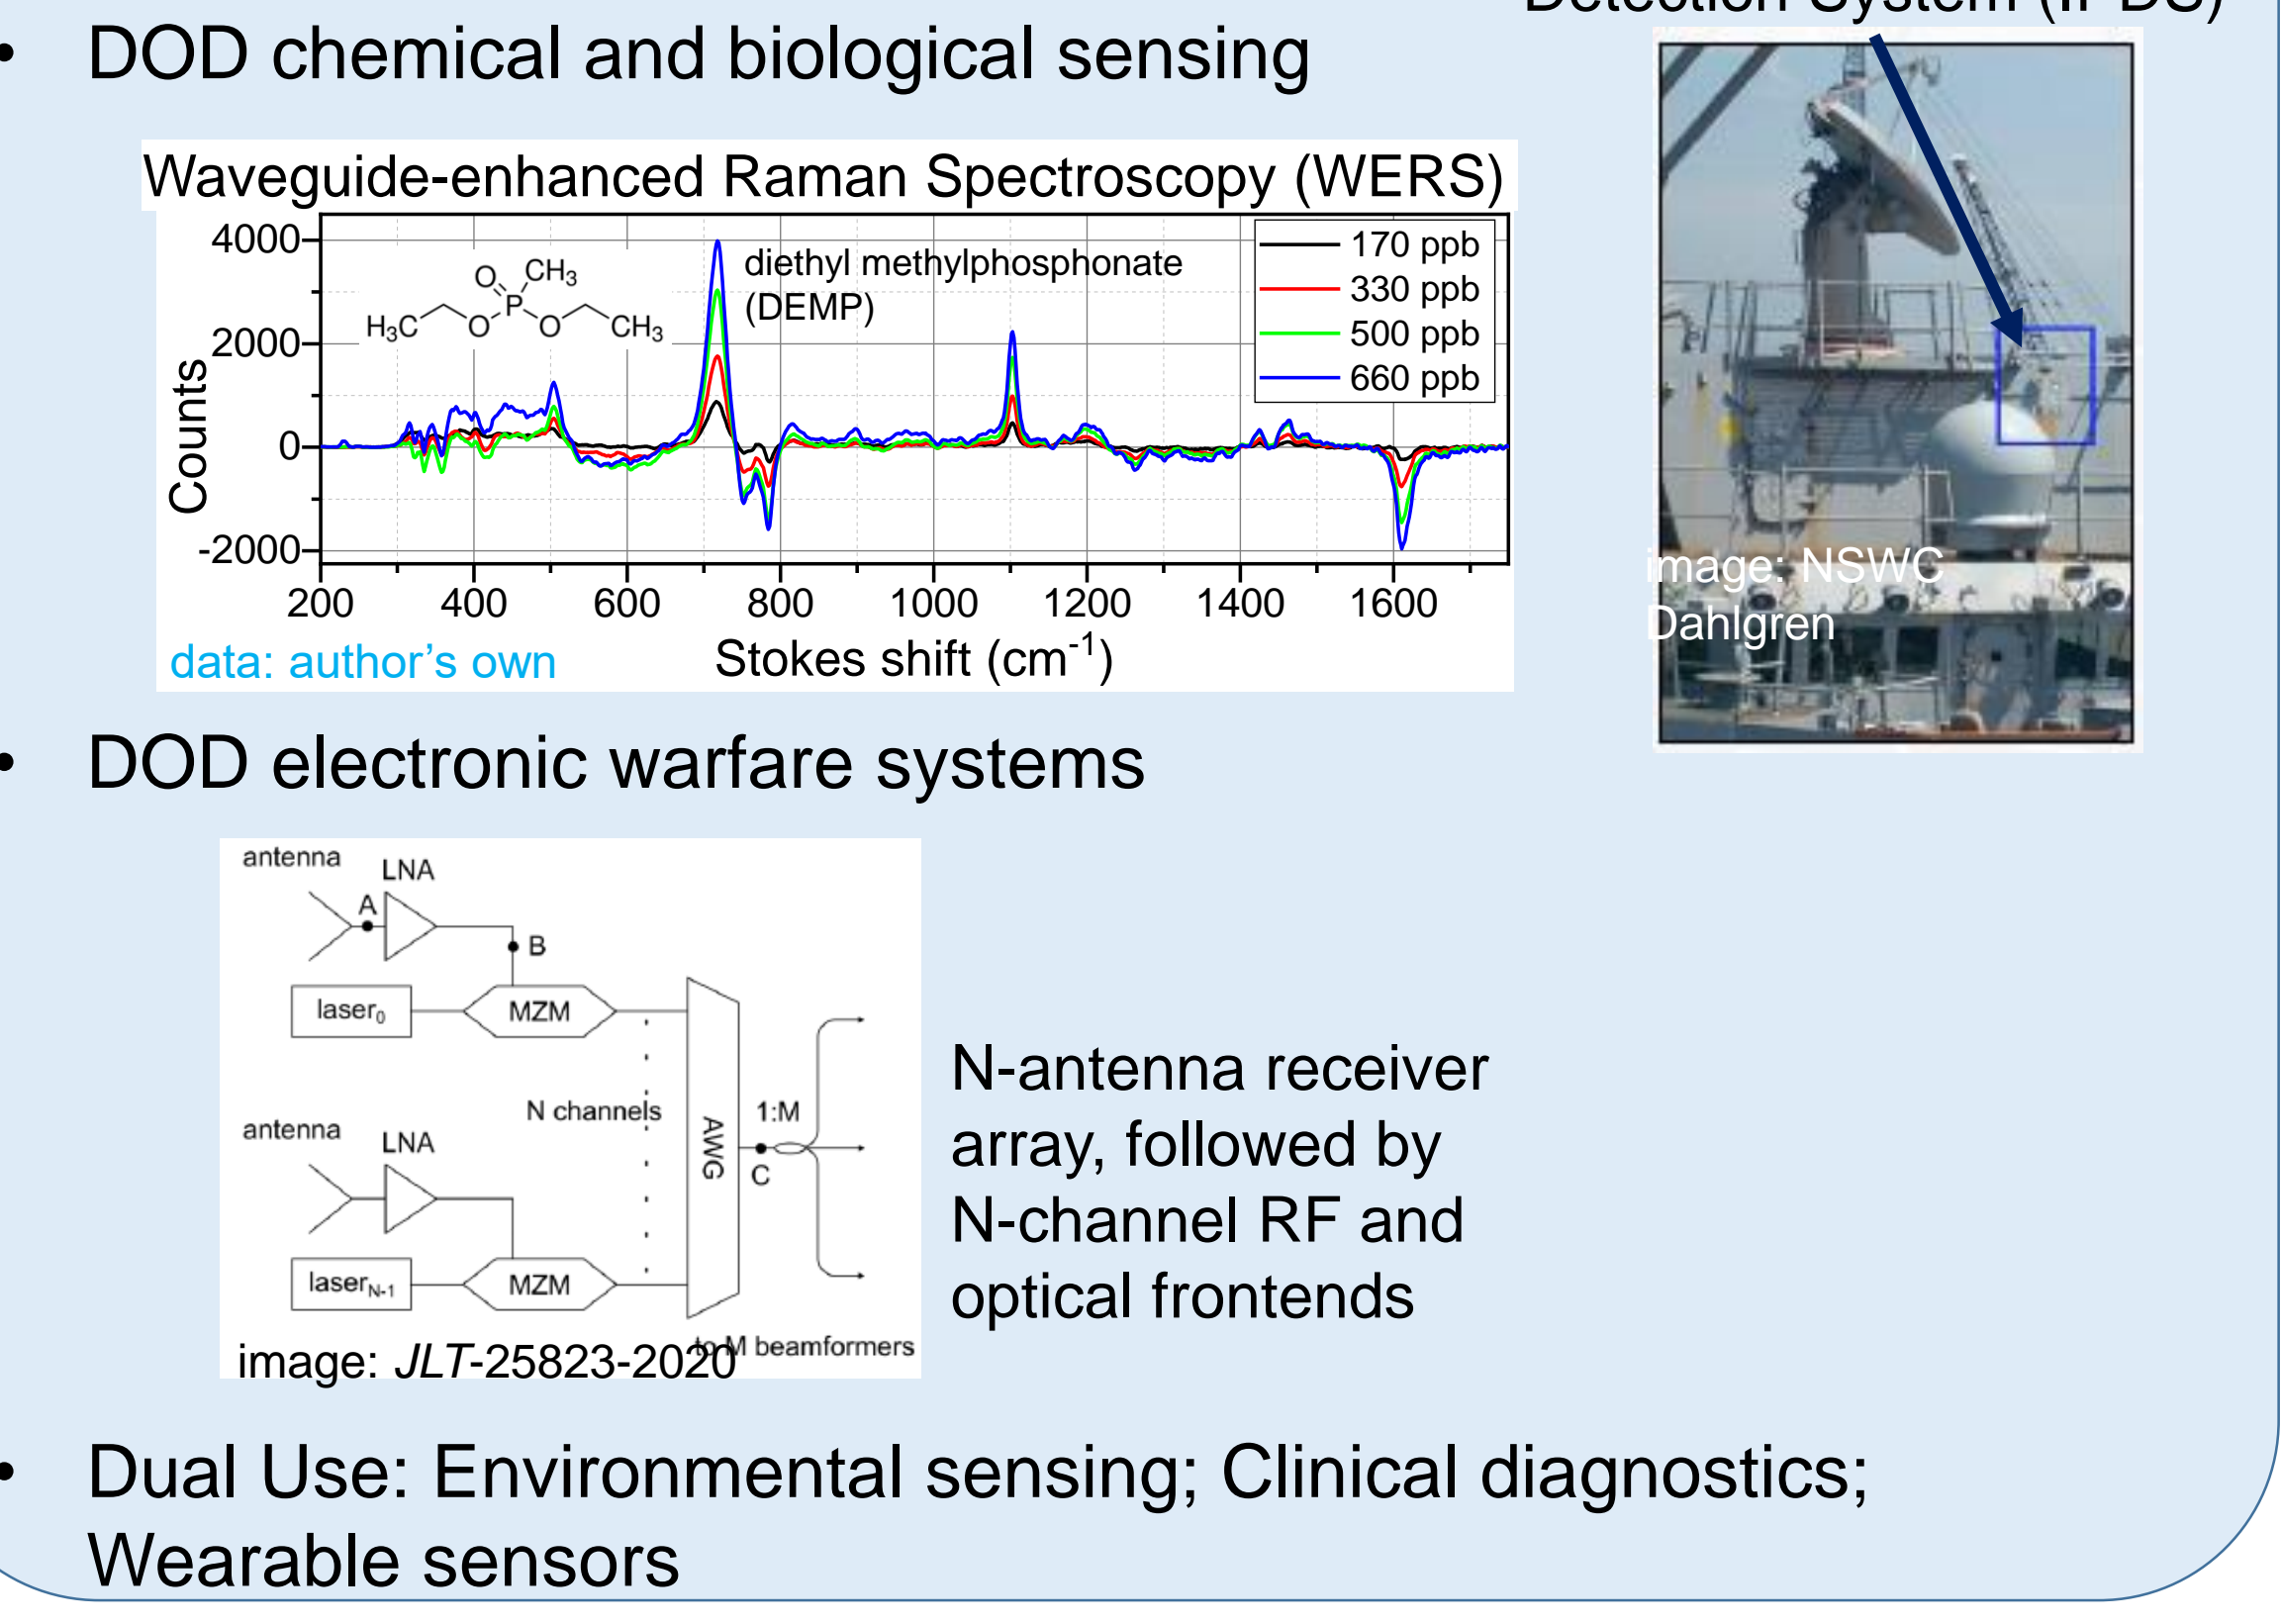 Detection System (IPDS)
• DOD chemical and biological sensing
Waveguide-enhanced Raman Spectroscopy (WERS)
4000
2000
0
-2000
Counts
O
CH3
P
H3C
O
O
CH3
diethyl methylphosphonate
(DEMP)
170 ppb
330 ppb
500 ppb
660 ppb
200 400 600 800 1000 1200 1400 1600
data: author's own
Stokes shift (cm-1)
image: NSWC
Dahlgren
• DOD electronic warfare systems
antenna
LNA
A
B
laser0
MZM
N channels
antenna
LNA
laserN-1
MZM
AWG
1:M
C
to M beamformers
image: JLT-25823-2020
N-antenna receiver
array, followed by
N-channel RF and
optical frontends
• Dual Use: Environmental sensing; Clinical diagnostics;
Wearable sensors